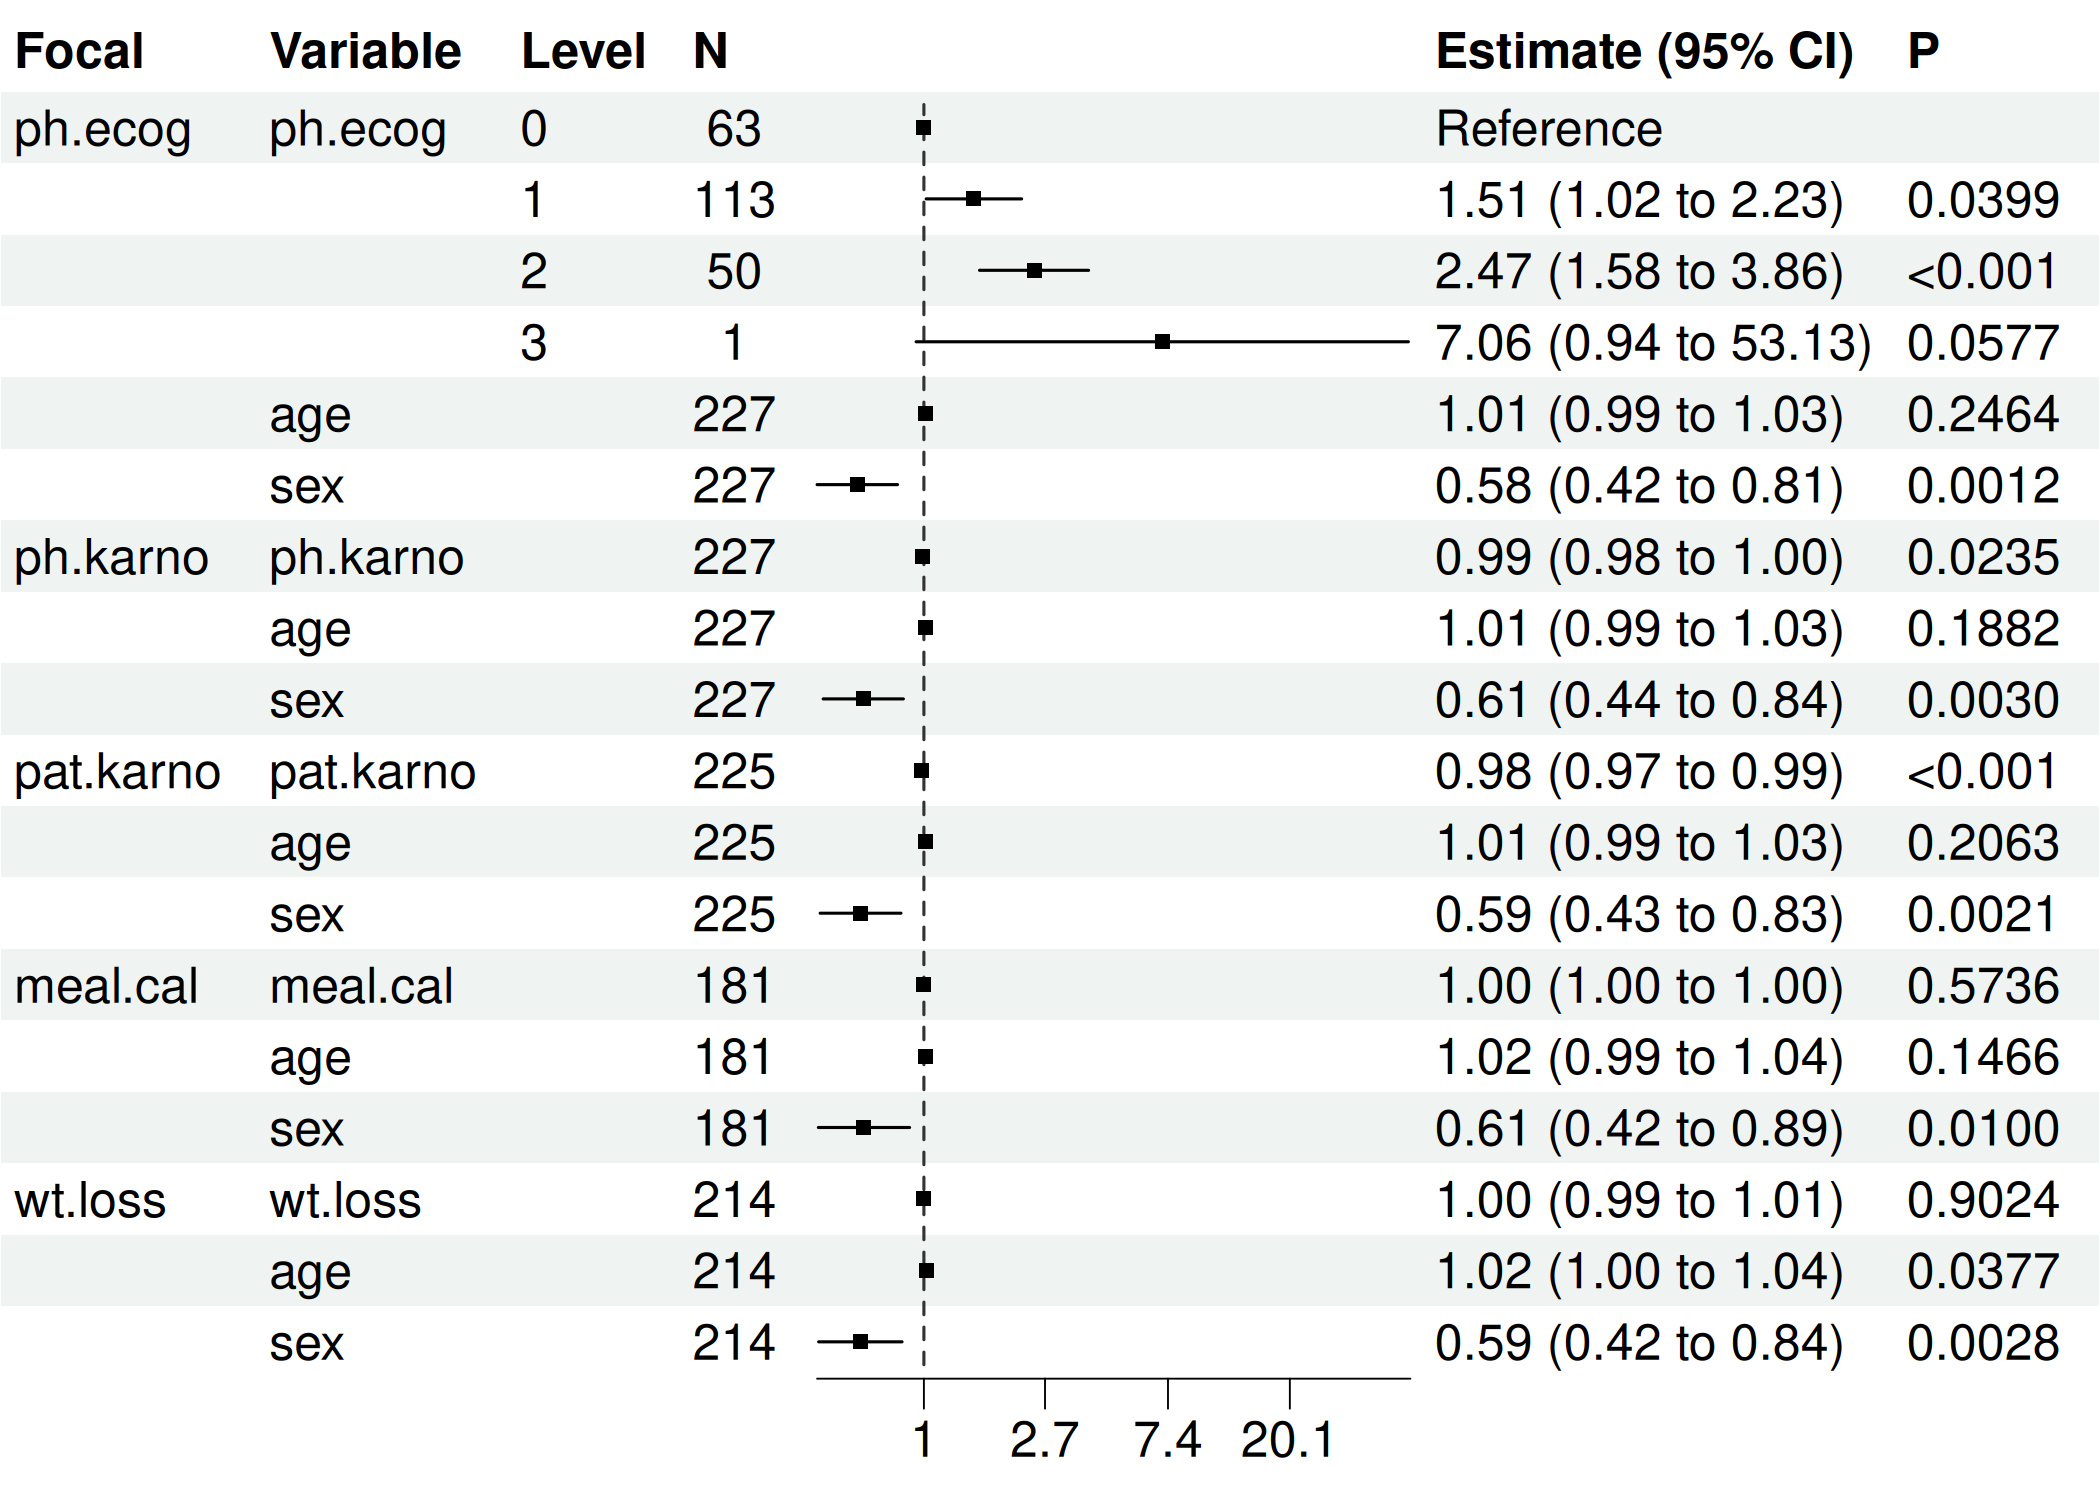 Focal Variable Level N Estimate (95% CI) P
ph.ecog ph.ecog 0 63 Reference
1 113 1.51 (1.02 to 2.23) 0.0399
2 50 2.47 (1.58 to 3.86) <0.001
3 1 7.06 (0.94 to 53.13) 0.0577
age 227 1.01 (0.99 to 1.03) 0.2464
sex 227 0.58 (0.42 to 0.81) 0.0012
ph.karno ph.karno 227 0.99 (0.98 to 1.00) 0.0235
age 227 1.01 (0.99 to 1.03) 0.1882
sex 227 0.61 (0.44 to 0.84) 0.0030
pat.karno pat.karno 225 0.98 (0.97 to 0.99) <0.001
age 225 1.01 (0.99 to 1.03) 0.2063
sex 225 0.59 (0.43 to 0.83) 0.0021
meal.cal meal.cal 181 1.00 (1.00 to 1.00) 0.5736
age 181 1.02 (0.99 to 1.04) 0.1466
sex 181 0.61 (0.42 to 0.89) 0.0100
wt.loss wt.loss 214 1.00 (0.99 to 1.01) 0.9024
age 214 1.02 (1.00 to 1.04) 0.0377
sex 214 0.59 (0.42 to 0.84) 0.0028
1 2.7 7.4 20.1